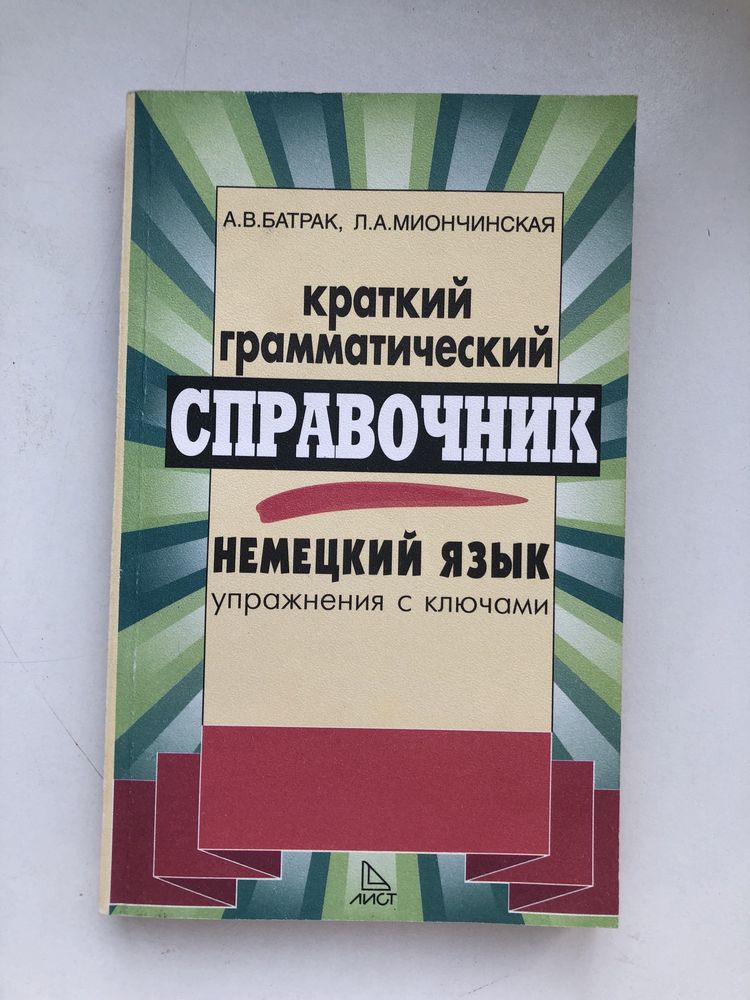 А.В.БАТРАК, Л.А.МИОНЧИНСКАЯ
краткий
грамматический
СПРАВОЧНИК
НЕМЕЦКИЙ ЯЗЫК
упражнения с ключами
ЛИСТ